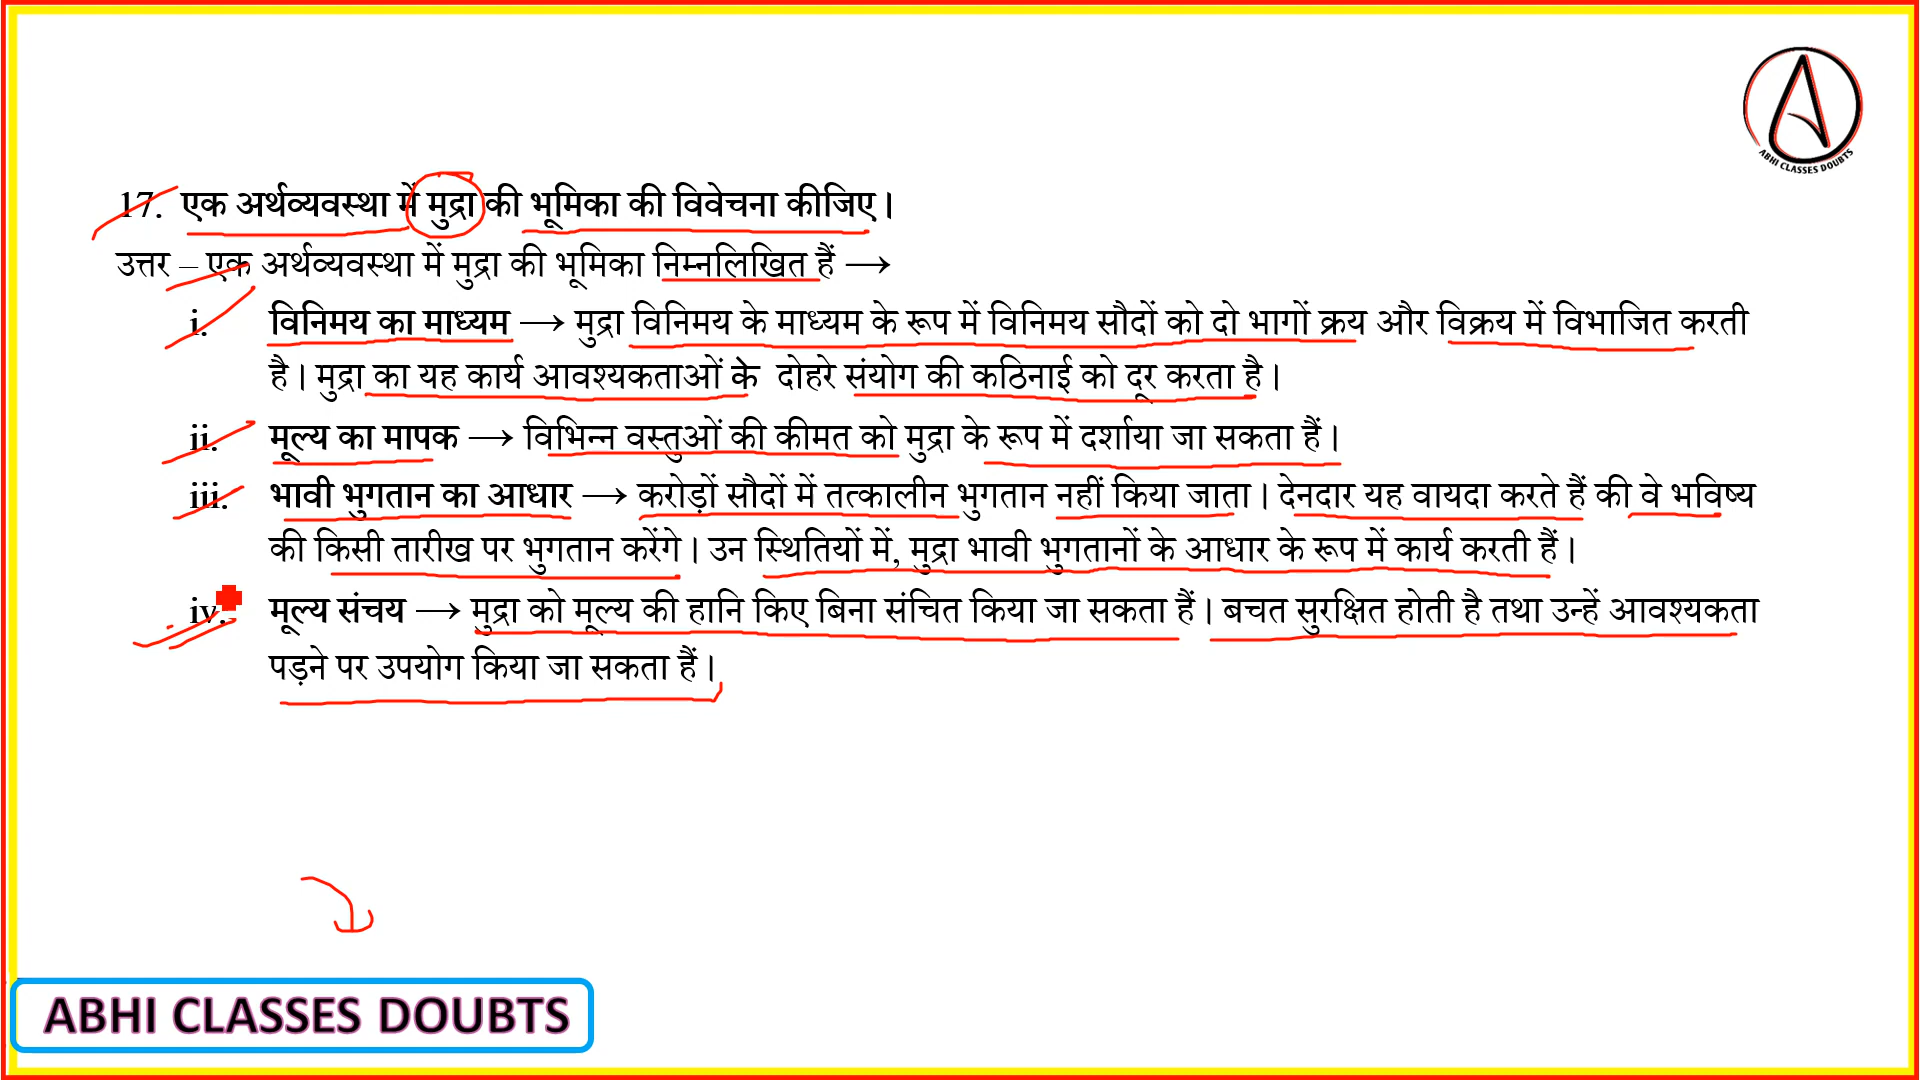 ABHI CLASSES DOUBTS
17. एक अर्थव्यवस्था में मुद्रा की भूमिका की विवेचना कीजिए।
उत्तर – एक अर्थव्यवस्था में मुद्रा की भूमिका निम्नलिखित हैं →
i. विनिमय का माध्यम → मुद्रा विनिमय के माध्यम के रूप में विनिमय सौदों को दो भागों क्रय और विक्रय में विभाजित करती
है। मुद्रा का यह कार्य आवश्यकताओं के दोहरे संयोग की कठिनाई को दूर करता है।
ii. मूल्य का मापक → विभिन्न वस्तुओं की कीमत को मुद्रा के रूप में दर्शाया जा सकता हैं।
iii. भावी भुगतान का आधार → करोड़ों सौदों में तत्कालीन भुगतान नहीं किया जाता। देनदार यह वायदा करते हैं की वे भविष्य
की किसी तारीख पर भुगतान करेंगे। उन स्थितियों में, मुद्रा भावी भुगतानों के आधार के रूप में कार्य करती हैं।
iv. मूल्य संचय → मुद्रा को मूल्य की हानि किए बिना संचित किया जा सकता हैं। बचत सुरक्षित होती है तथा उन्हें आवश्यकता
पड़ने पर उपयोग किया जा सकता हैं।
ABHI CLASSES DOUBTS